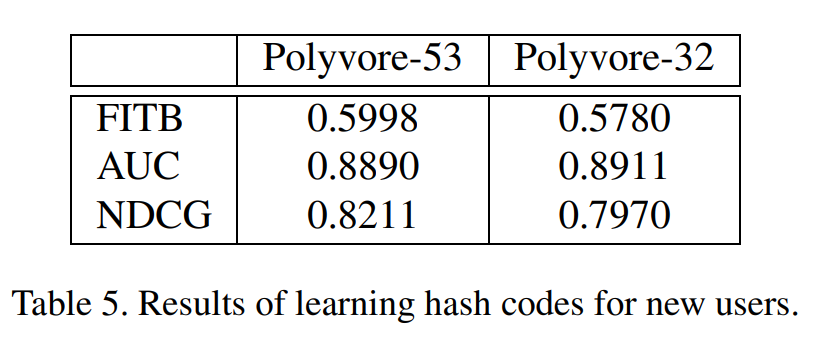 Polyvore-53 Polyvore-32
FITB 0.5998 0.5780
AUC 0.8890 0.8911
NDCG 0.8211 0.7970
Table 5. Results of learning hash codes for new users.